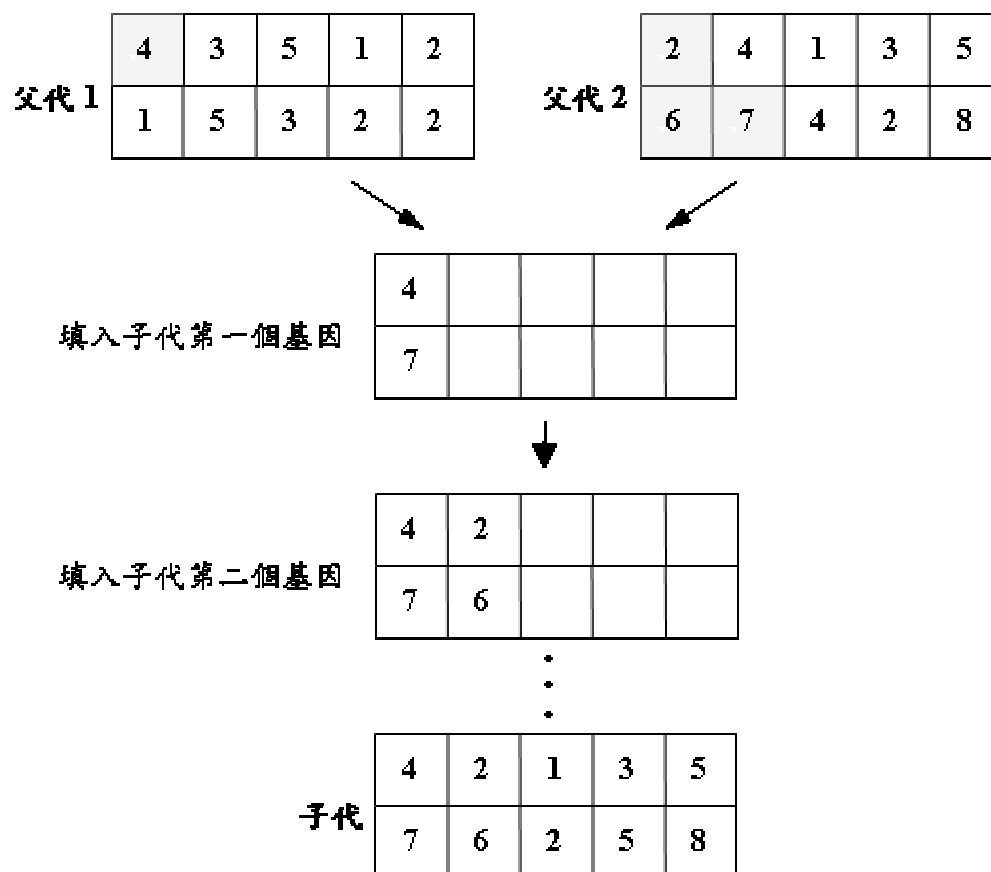 4 3 5 1 2
父代 1
1 5 3 2 2
2 4 1 3 5
父代 2
6 7 4 2 8
4
填入子代第一個基因
7
4 2
填入子代第二個基因
7 6
4 2 1 3 5
子代
7 6 2 5 8